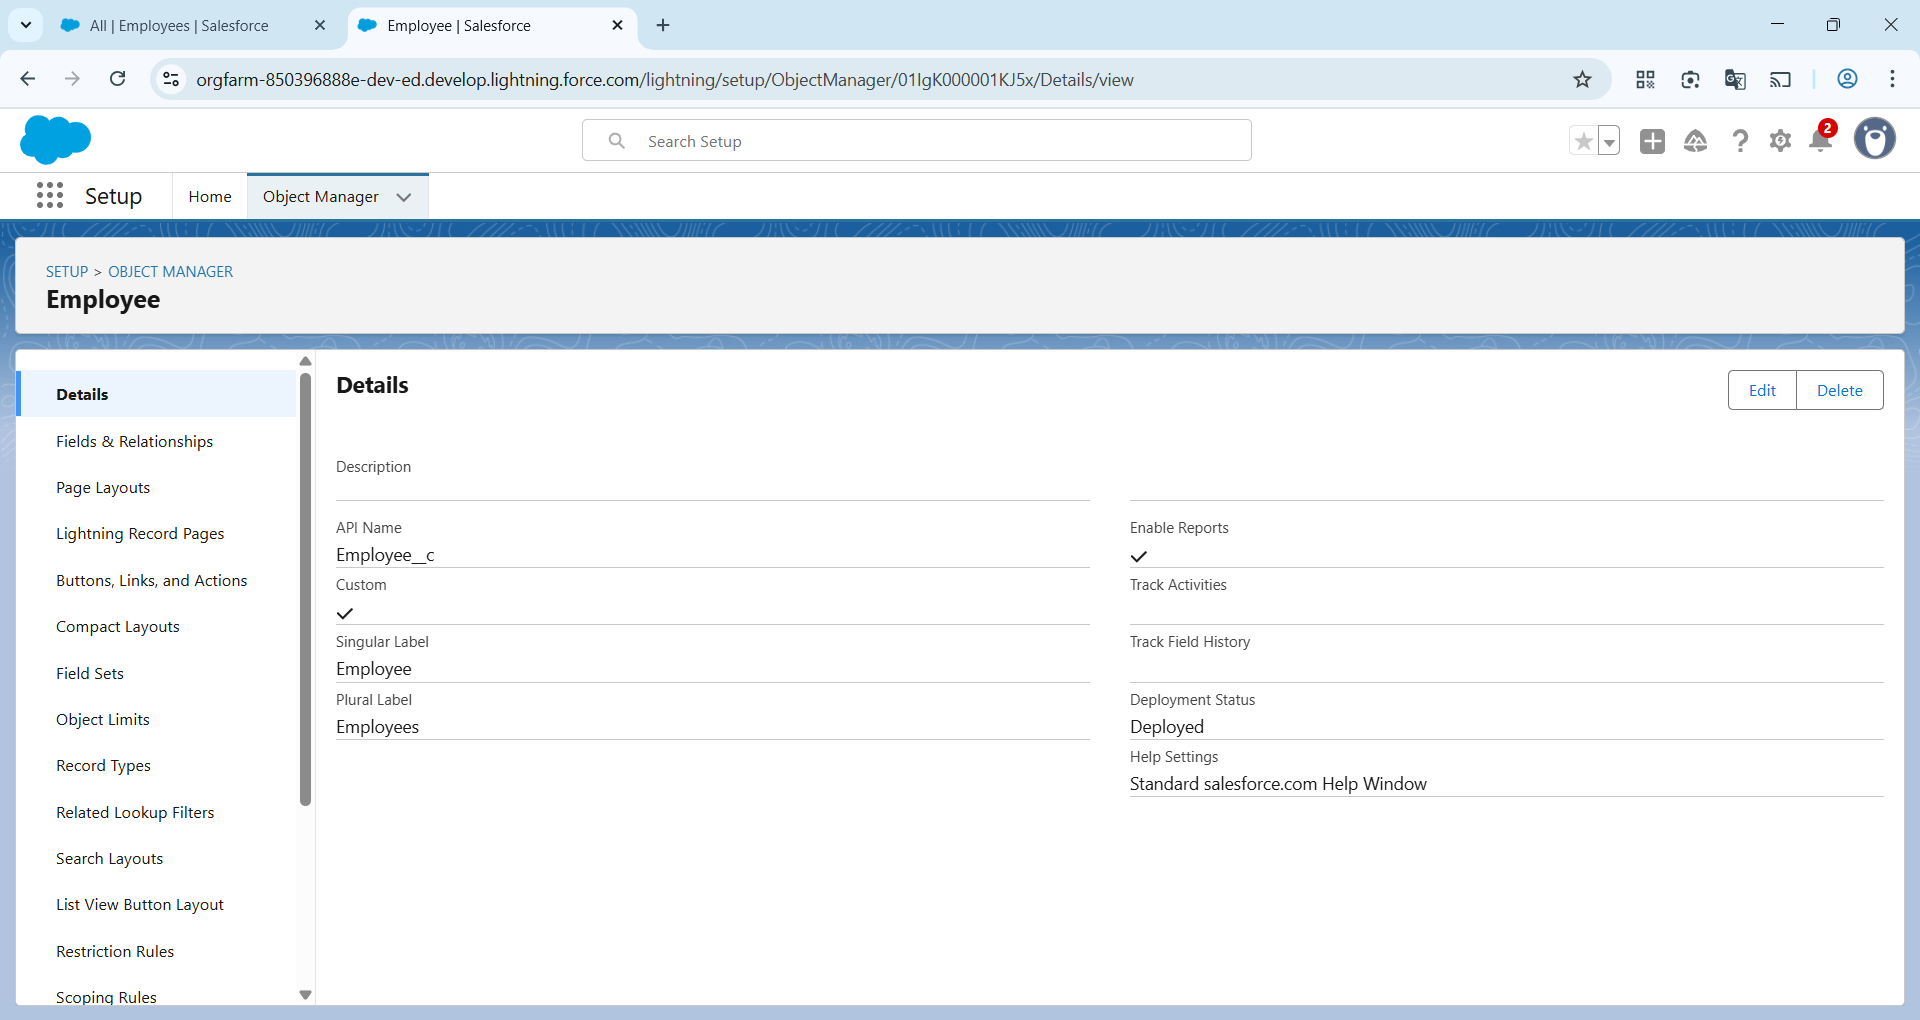 All | Employees | Salesforce
Employee | Salesforce
orgfarm-850396888e-dev-ed.develop.lightning.force.com/lightning/setup/ObjectManager/01IgK000001KJ5x/Details/view
Search Setup
2
Setup
Home
Object Manager
SETUP > OBJECT MANAGER
Employee
Details
Fields & Relationships
Page Layouts
Lightning Record Pages
Buttons, Links, and Actions
Compact Layouts
Field Sets
Object Limits
Record Types
Related Lookup Filters
Search Layouts
List View Button Layout
Restriction Rules
Scoping Rules
Details
Edit
Delete
Description
API Name
Employee__c
Custom
Singular Label
Employee
Plural Label
Employees
Enable Reports
Track Activities
Track Field History
Deployment Status
Deployed
Help Settings
Standard salesforce.com Help Window